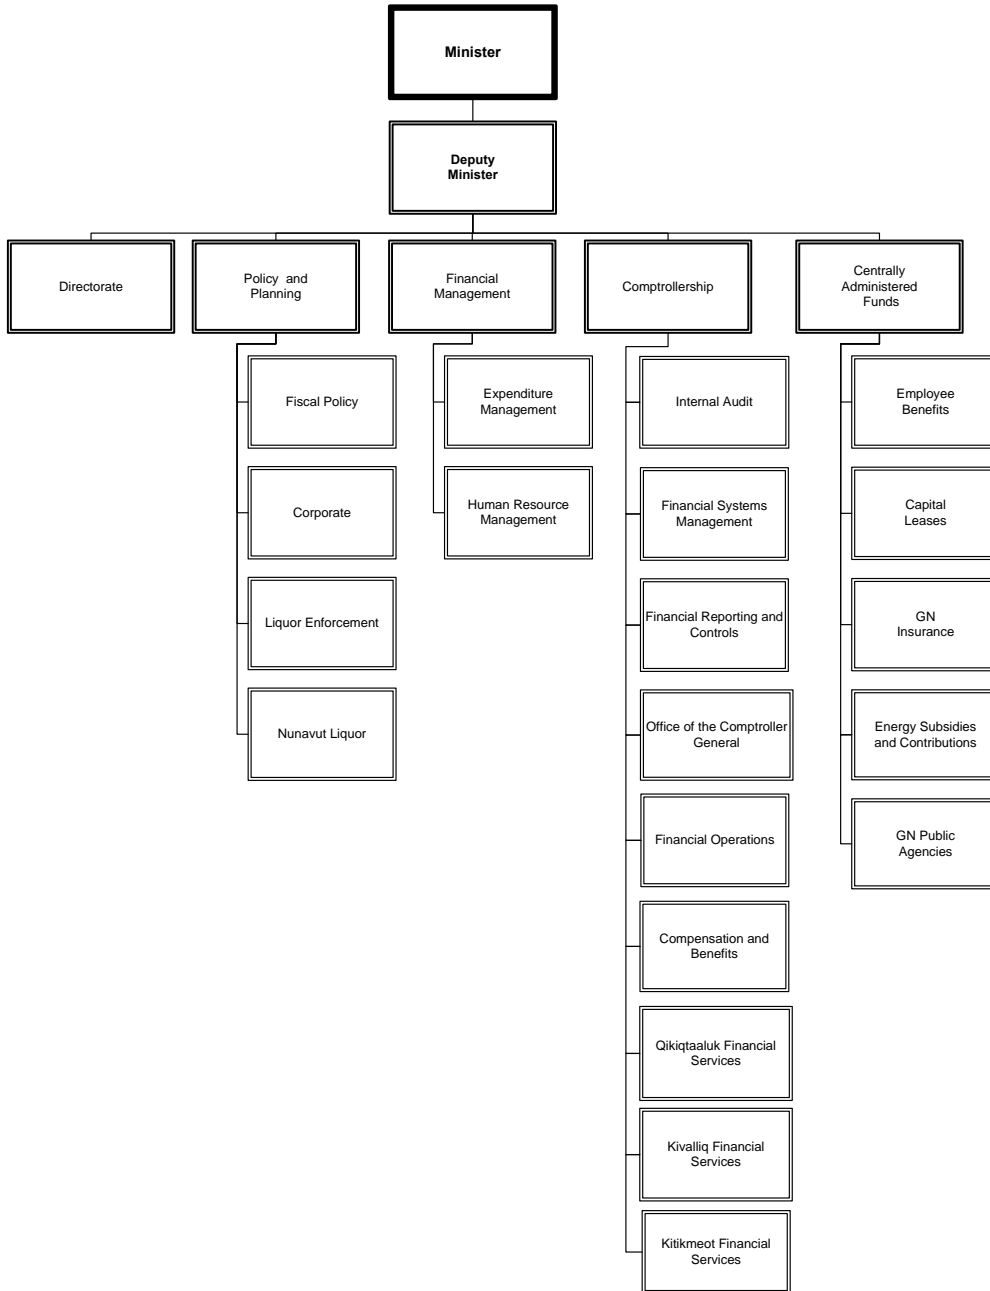 Minister
Deputy
Minister
Directorate
Policy and
Planning
Financial
Management
Comptrollership
Centrally
Administered
Funds
Fiscal Policy
Corporate
Liquor Enforcement
Nunavut Liquor
Expenditure
Management
Human Resource
Management
Internal Audit
Financial Systems
Management
Financial Reporting and
Controls
Office of the Comptroller
General
Financial Operations
Compensation and
Benefits
Qikiqtaaluk Financial
Services
Kivalliq Financial
Services
Kitikmeot Financial
Services
Employee
Benefits
Capital
Leases
GN
Insurance
Energy Subsidies
and Contributions
GN Public
Agencies